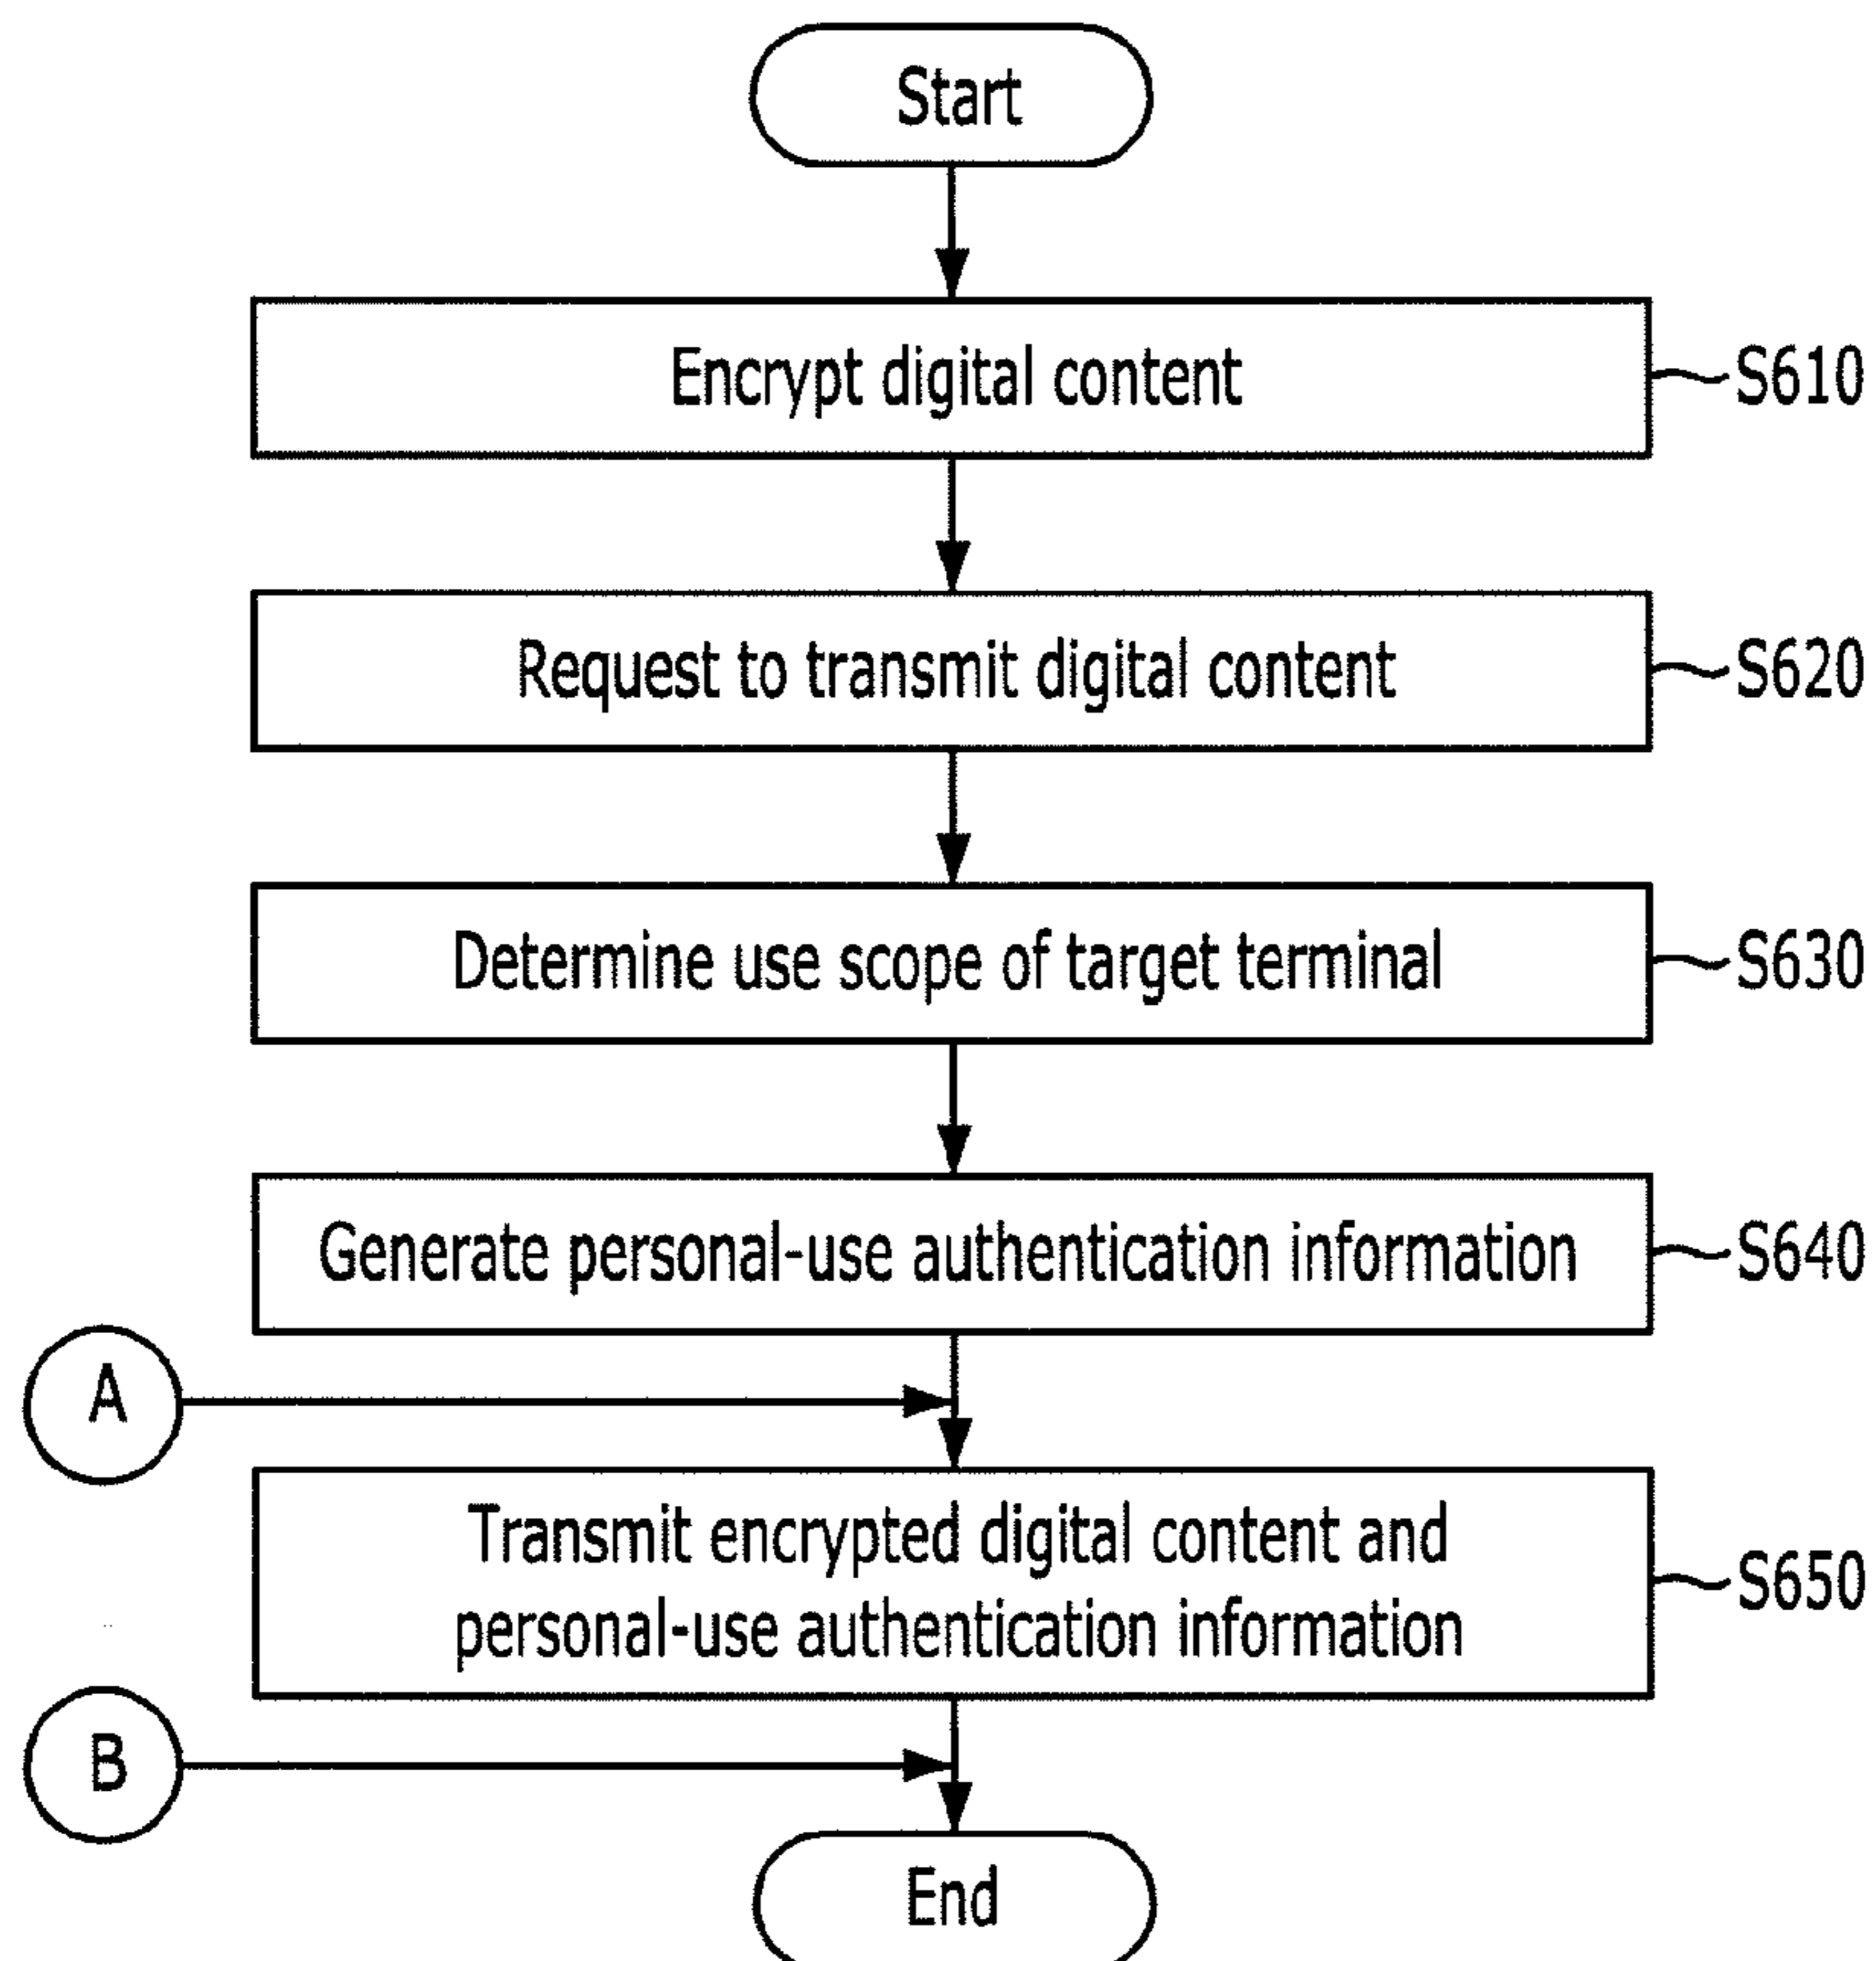 Start
Encrypt digital content
S610
Request to transmit digital content
S620
Determine use scope of target terminal
S630
Generate personal-use authentication information
S640
A
Transmit encrypted digital content and
personal-use authentication information
S650
B
End